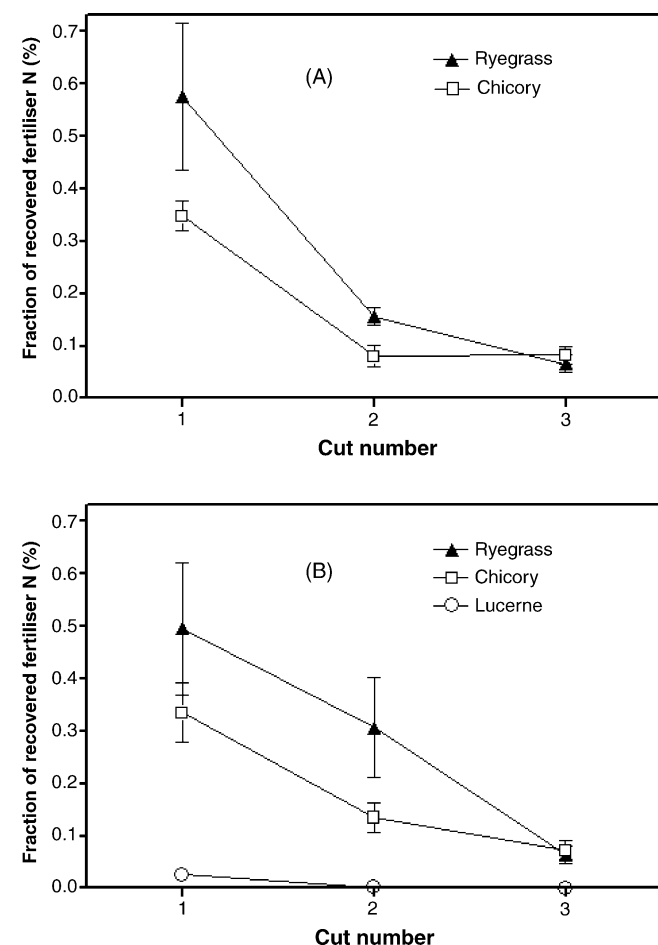 Fraction of recovered fertiliser N (%)
0.7
0.6
0.5
0.4
0.3
0.2
0.1
0.0
(A)
Ryegrass
Chicory
1 2 3
Cut number
Fraction of recovered fertiliser N (%)
0.7
0.6
0.5
0.4
0.3
0.2
0.1
0.0
(B)
Ryegrass
Chicory
Lucerne
1 2 3
Cut number